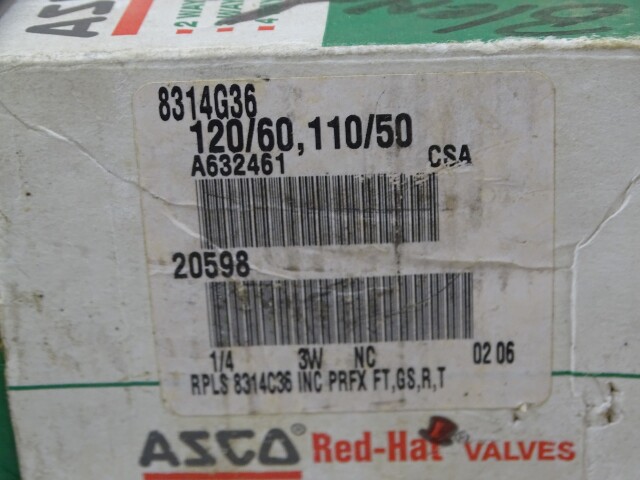 ASCO
8314G36
120/60,110/50
A632461 CSA
20598
1/4 3W NC 02 06
RPLS 8314C36 INC PRFX FT,GS,R,T
ASCO® Red-Hat VALVES